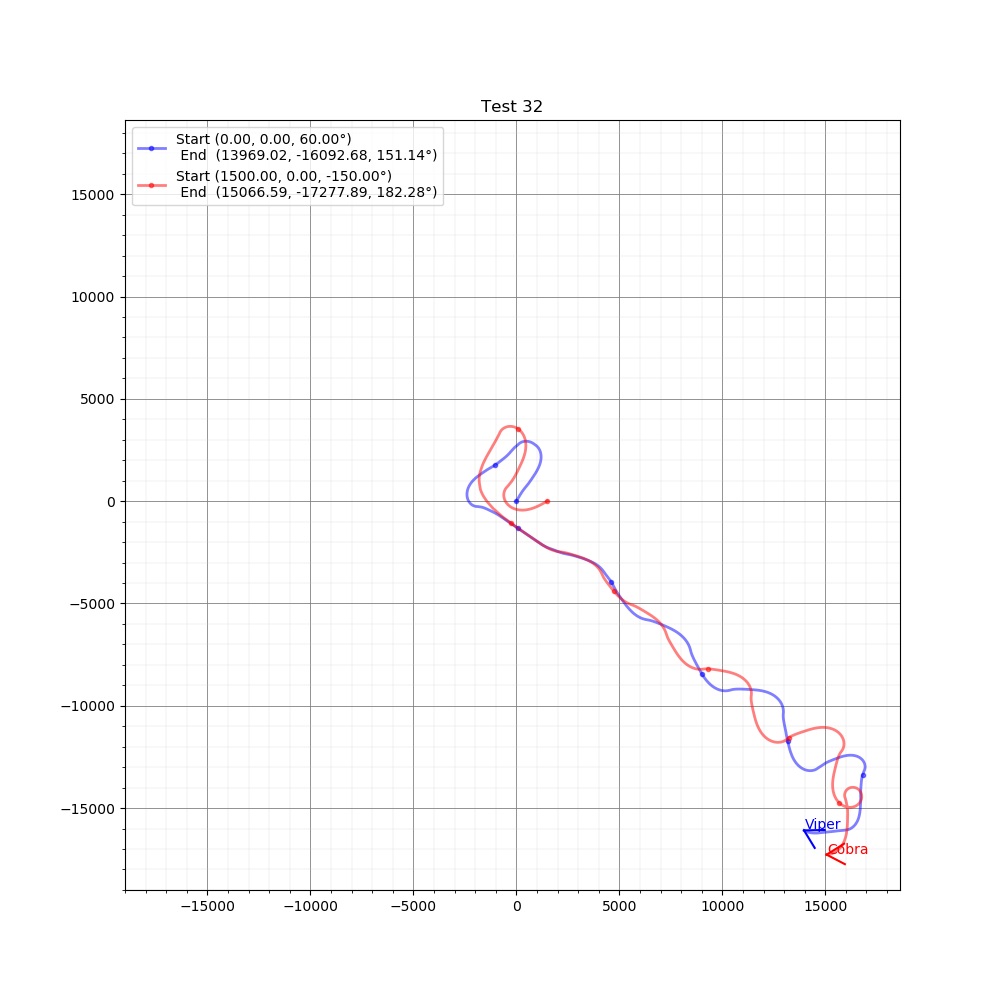 Test 32
Start (0.00, 0.00, 60.00°)
End  (13969.02, -16092.68, 151.14°)
Start (1500.00, 0.00, -150.00°)
End  (15066.59, -17277.89, 182.28°)
15000
10000
5000
0
−5000
−10000
−15000
Viper
Cobra
−15000 −10000 −5000 0 5000 10000 15000